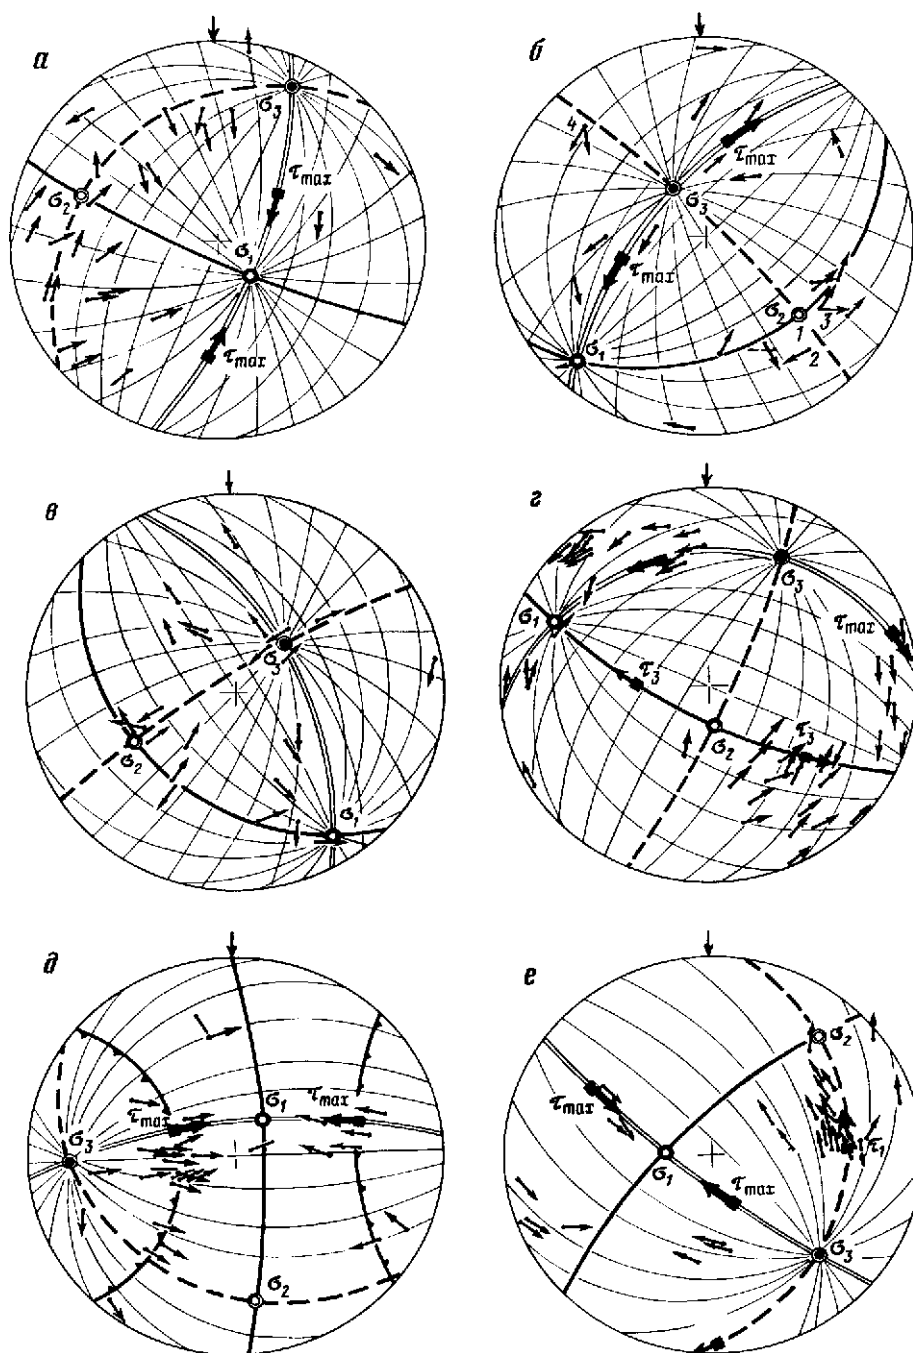 а
σ₃
σ₂
τmax
σ₁
τmax
б
4
τmax
σ₃
τmax
σ₂
1
3
2
σ₁
в
σ₃
σ₂
σ₁
г
σ₃
σ₁
τmax
τ₃
σ₂
τ₃
д
τmax
σ₁
τmax
σ₃
σ₂
е
σ₂
τmax
τ₁
σ₁
τmax
σ₃